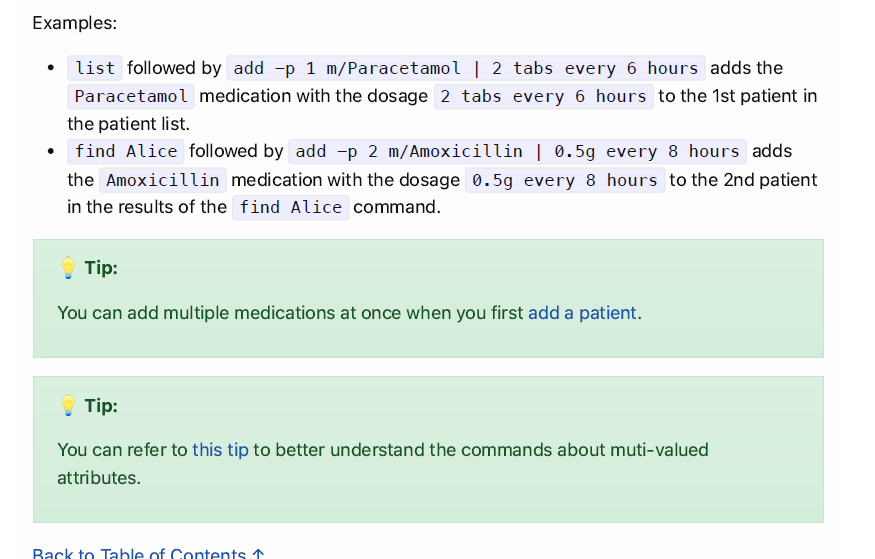 Examples:
• list followed by add –p 1 m/Paracetamol | 2 tabs every 6 hours adds the
Paracetamol medication with the dosage 2 tabs every 6 hours to the 1st patient in
the patient list.
• find Alice followed by add –p 2 m/Amoxicillin | 0.5g every 8 hours adds
the Amoxicillin medication with the dosage 0.5g every 8 hours to the 2nd patient
in the results of the find Alice command.
💡 Tip:
You can add multiple medications at once when you first add a patient.
💡 Tip:
You can refer to this tip to better understand the commands about muti-valued
attributes.
Back to Table of Contents ↑